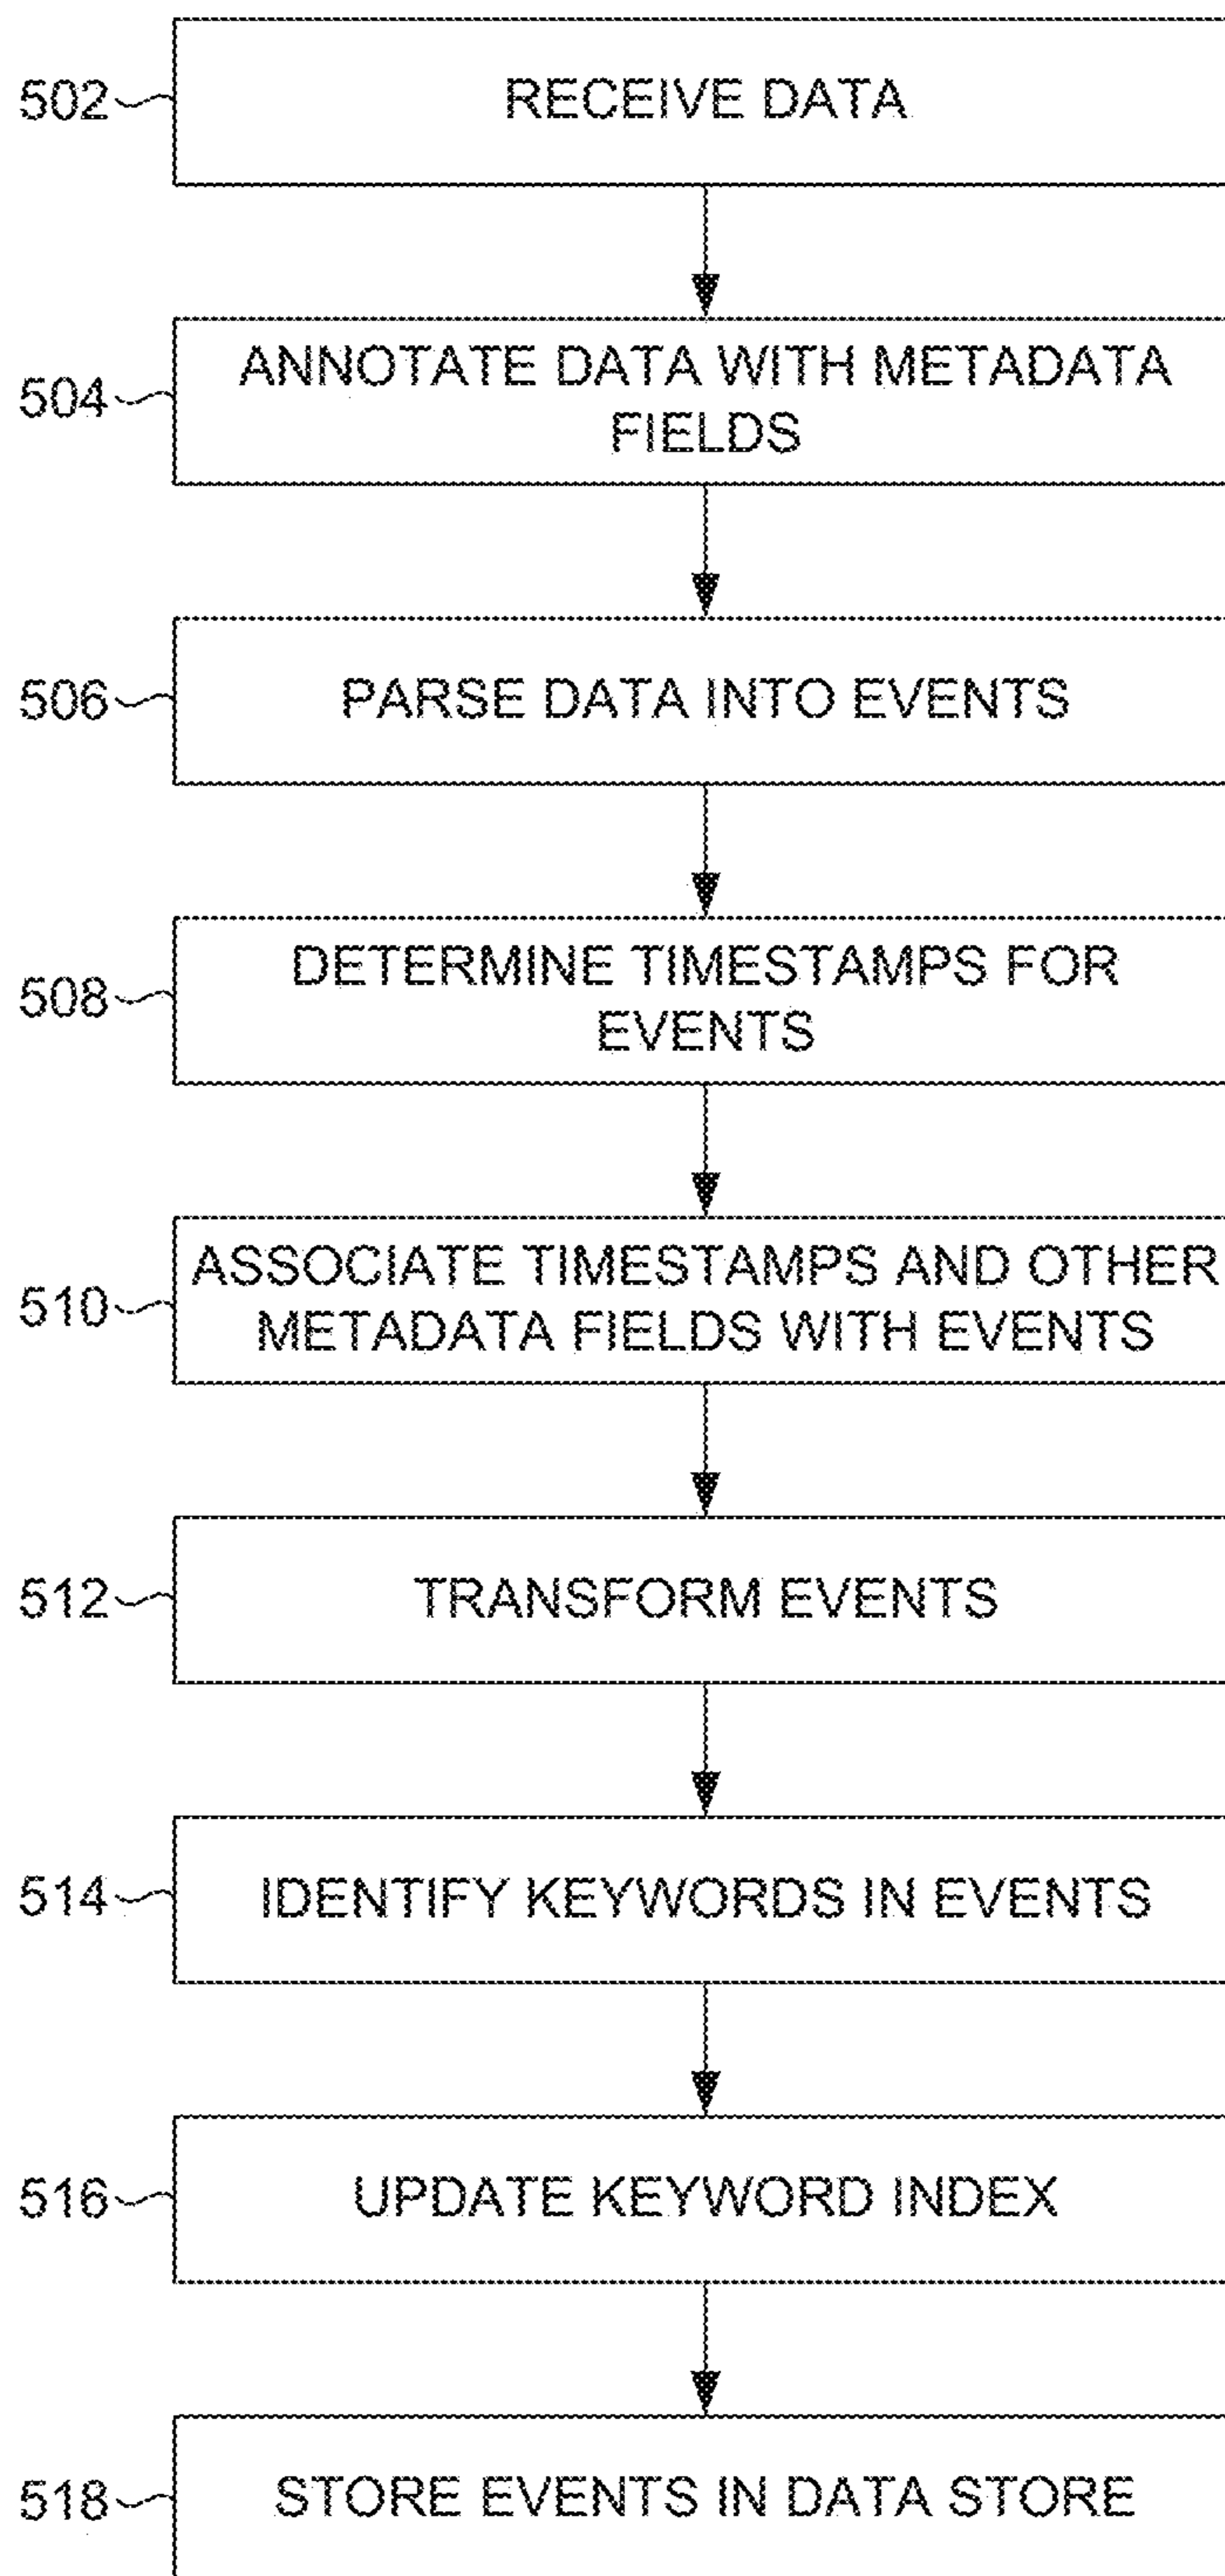 502
RECEIVE DATA
504
ANNOTATE DATA WITH METADATA
FIELDS
506
PARSE DATA INTO EVENTS
508
DETERMINE TIMESTAMPS FOR
EVENTS
510
ASSOCIATE TIMESTAMPS AND OTHER
METADATA FIELDS WITH EVENTS
512
TRANSFORM EVENTS
514
IDENTIFY KEYWORDS IN EVENTS
516
UPDATE KEYWORD INDEX
518
STORE EVENTS IN DATA STORE